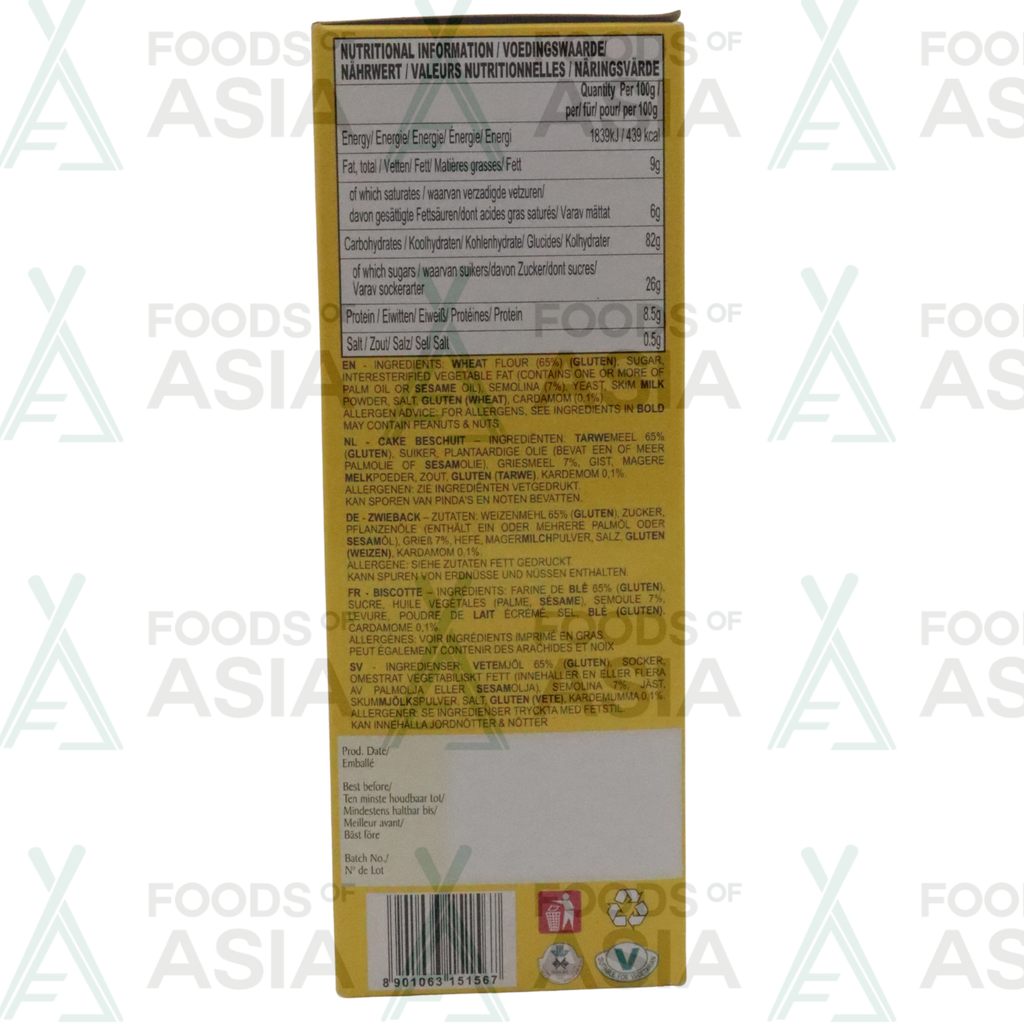 NUTRITIONAL INFORMATION / VOEDINGSWAARDE/
NÄHRWERT / VALEURS NUTRITIONNELLES / NÄRINGSVÄRDE
Quantity Per 100g /
per/ für/ pour/ per 100g
Energy/ Energie/ Energie/ Énergie/ Energi 1839kJ / 439 kcal
Fat, total / Vetten/ Fett/ Matières grasses/ Fett 9g
of which saturates / waarvan verzadigde vetzuren/
davon gesättigte Fettsäuren/dont acides gras saturés/ Varav mättat 6g
Carbohydrates / Koolhydraten/ Kohlenhydrate/ Glucides/ Kolhydrater 82g
of which sugars / waarvan suikers/davon Zucker/dont sucres/
Varav sockerarter 26g
Protein / Eiwitten/ Eiweiß/ Protéines/ Protein 8.5g
Salt / Zout/ Salz/ Sel/ Salt 0.5g
EN - INGREDIENTS: WHEAT FLOUR (65%) (GLUTEN), SUGAR,
INTERESTERIFIED VEGETABLE FAT (CONTAINS ONE OR MORE OF
PALM OIL OR SESAME OIL), SEMOLINA (7%), YEAST, SKIM MILK
POWDER, SALT, GLUTEN (WHEAT), CARDAMOM (0.1%)
ALLERGEN ADVICE: FOR ALLERGENS, SEE INGREDIENTS IN BOLD
MAY CONTAIN PEANUTS & NUTS
NL - CAKE BESCHUIT – INGREDIËNTEN: TARWEMEEL 65%
(GLUTEN), SUIKER, PLANTAARDIGE OLIE (BEVAT EEN OF MEER
PALMOLIE OF SESAMOLIE), GRIESMEEL 7%, GIST, MAGERE
MELKPOEDER, ZOUT, GLUTEN (TARWE), KARDEMOM 0,1%.
ALLERGENEN: ZIE INGREDIËNTEN VETGEDRUKT.
KAN SPOREN VAN PINDA'S EN NOTEN BEVATTEN.
DE - ZWIEBACK – ZUTATEN: WEIZENMEHL 65% (GLUTEN), ZUCKER,
PFLANZENÖLE (ENTHÄLT EIN ODER MEHRERE PALMÖL ODER
SESAMÖL), GRIEß 7%, HEFE, MAGERMILCHPULVER, SALZ, GLUTEN
(WEIZEN), KARDAMOM 0,1%.
ALLERGENE: SIEHE ZUTATEN FETT GEDRUCKT.
KANN SPUREN VON ERDNÜSSE UND NÜSSEN ENTHALTEN.
FR - BISCOTTE – INGRÉDIENTS: FARINE DE BLÉ 65% (GLUTEN),
SUCRE, HUILE VÉGÉTALES (PALME, SÉSAME), SEMOULE 7%,
LEVURE, POUDRE DE LAIT ÉCRÉMÉ, SEL, BLÉ (GLUTEN),
CARDAMOME 0,1%.
ALLERGÈNES: VOIR INGRÉDIENTS IMPRIMÉ EN GRAS.
PEUT ÉGALEMENT CONTENIR DES ARACHIDES ET NOIX
SV - INGREDIENSER: VETEMJÖL 65% (GLUTEN), SOCKER,
OMESTRAT VEGETABILISKT FETT (INNEHÅLLER EN ELLER FLERA
AV PALMOLJA ELLER SESAMOLJA), SEMOLINA 7%, JÄST,
SKUMMJÖLKSPULVER, SALT, GLUTEN (VETE), KARDEMUMMA 0,1%.
ALLERGENER: SE INGREDIENSER TRYCKTA MED FETSTIL.
KAN INNEHÅLLA JORDNÖTTER & NÖTTER
Prod. Date/
Emballé
Best before/
Ten minste houdbaar tot/
Mindestens haltbar bis/
Meilleur avant/
Bäst före
Batch No./
N° de Lot
8 901063 151567
V
FOODS OF
ASIA